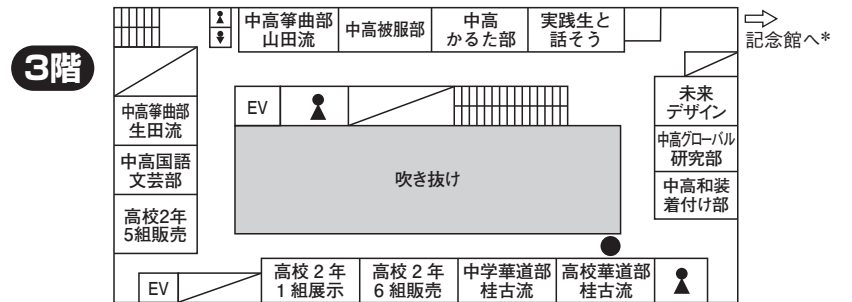 3階
中高箏曲部
山田流
中高被服部
中高
かるた部
実践生と
話そう
記念館へ*
中高箏曲部
生田流
中高国語
文芸部
高校2年
5組販売
EV
吹き抜け
未来
デザイン
中高グローバル
研究部
中高和装
着付け部
EV
高校2年
1組展示
高校2年
6組販売
中学華道部
桂古流
高校華道部
桂古流